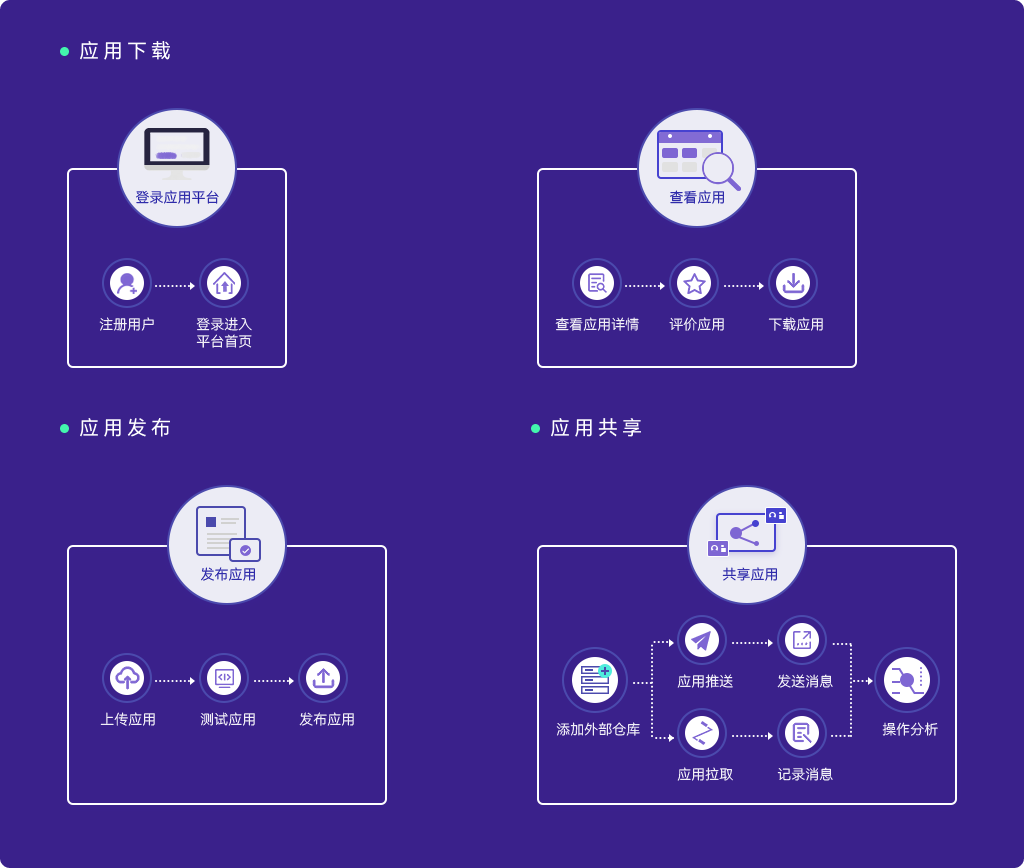 应用下载
登录应用平台
注册用户
登录进入
平台首页
查看应用
查看应用详情
评价应用
下载应用
应用发布
发布应用
上传应用
测试应用
发布应用
应用共享
共享应用
添加外部仓库
应用推送
发送消息
应用拉取
记录消息
操作分析